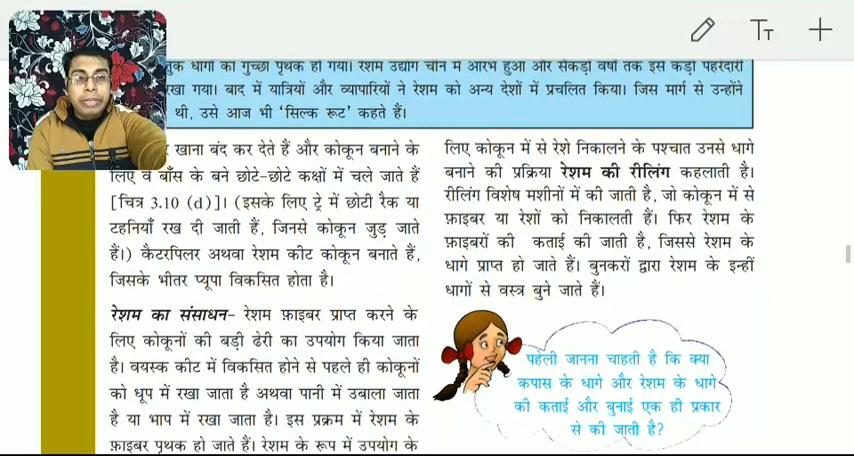 धागों का गुच्छा पृथक हो गया। रेशम उद्योग चीन में आरंभ हुआ और सैकड़ों वर्षों तक इसे कड़ी पहरेदारी
रखा गया। बाद में यात्रियों और व्यापारियों ने रेशम को अन्य देशों में प्रचलित किया। जिस मार्ग से उन्होंने
थी, उसे आज भी ‘सिल्क रूट’ कहते हैं।
खाना बंद कर देते हैं और कोकून बनाने के
लिए वे बाँस के बने छोटे-छोटे कक्षों में चले जाते हैं
[चित्र 3.10 (d)]। (इसके लिए ट्रे में छोटी रैक या
टहनियाँ रख दी जाती हैं, जिनसे कोकून जुड़ जाते
हैं।) कैटरपिलर अथवा रेशम कीट कोकून बनाते हैं,
जिसके भीतर प्यूपा विकसित होता है।
रेशम का संसाधन– रेशम फ़ाइबर प्राप्त करने के
लिए कोकूनों की बड़ी ढेरी का उपयोग किया जाता
है। वयस्क कीट में विकसित होने से पहले ही कोकूनों
को धूप में रखा जाता है अथवा पानी में उबाला जाता
है या भाप में रखा जाता है। इस प्रक्रम में रेशम के
फ़ाइबर पृथक हो जाते हैं। रेशम के रूप में उपयोग के
लिए कोकून में से रेशे निकालने के पश्चात उनसे धागे
बनाने की प्रक्रिया रेशम की रीलिंग कहलाती है।
रीलिंग विशेष मशीनों में की जाती है, जो कोकून में से
फ़ाइबर या रेशों को निकालती हैं। फिर रेशम के
फ़ाइबरों की कताई की जाती है, जिससे रेशम के
धागे प्राप्त हो जाते हैं। बुनकरों द्वारा रेशम के इन्हीं
धागों से वस्त्र बुने जाते हैं।
पहेली जानना चाहती है कि क्या
कपास के धागे और रेशम के धागे
की कताई और बुनाई एक ही प्रकार
से की जाती है?